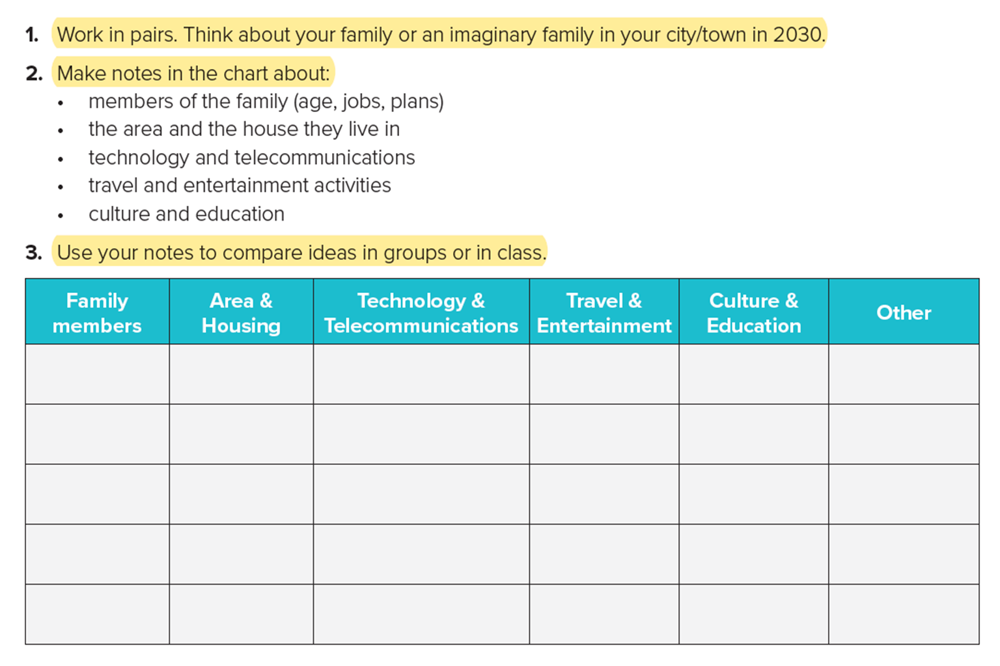 1. Work in pairs. Think about your family or an imaginary family in your city/town in 2030.
2. Make notes in the chart about:
• members of the family (age, jobs, plans)
• the area and the house they live in
• technology and telecommunications
• travel and entertainment activities
• culture and education
3. Use your notes to compare ideas in groups or in class.
Family members
Area & Housing
Technology & Telecommunications
Travel & Entertainment
Culture & Education
Other